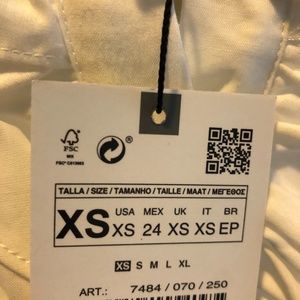 FSC
MIX
TALLA / SIZE / TAMANHO / TAILLE / MAAT / ΜΕΓΕΘΟΣ
XS
USA MEX UK IT BR
XS 24 XS XS EP
XS S M L XL
ART.: 7484 / 070 / 250